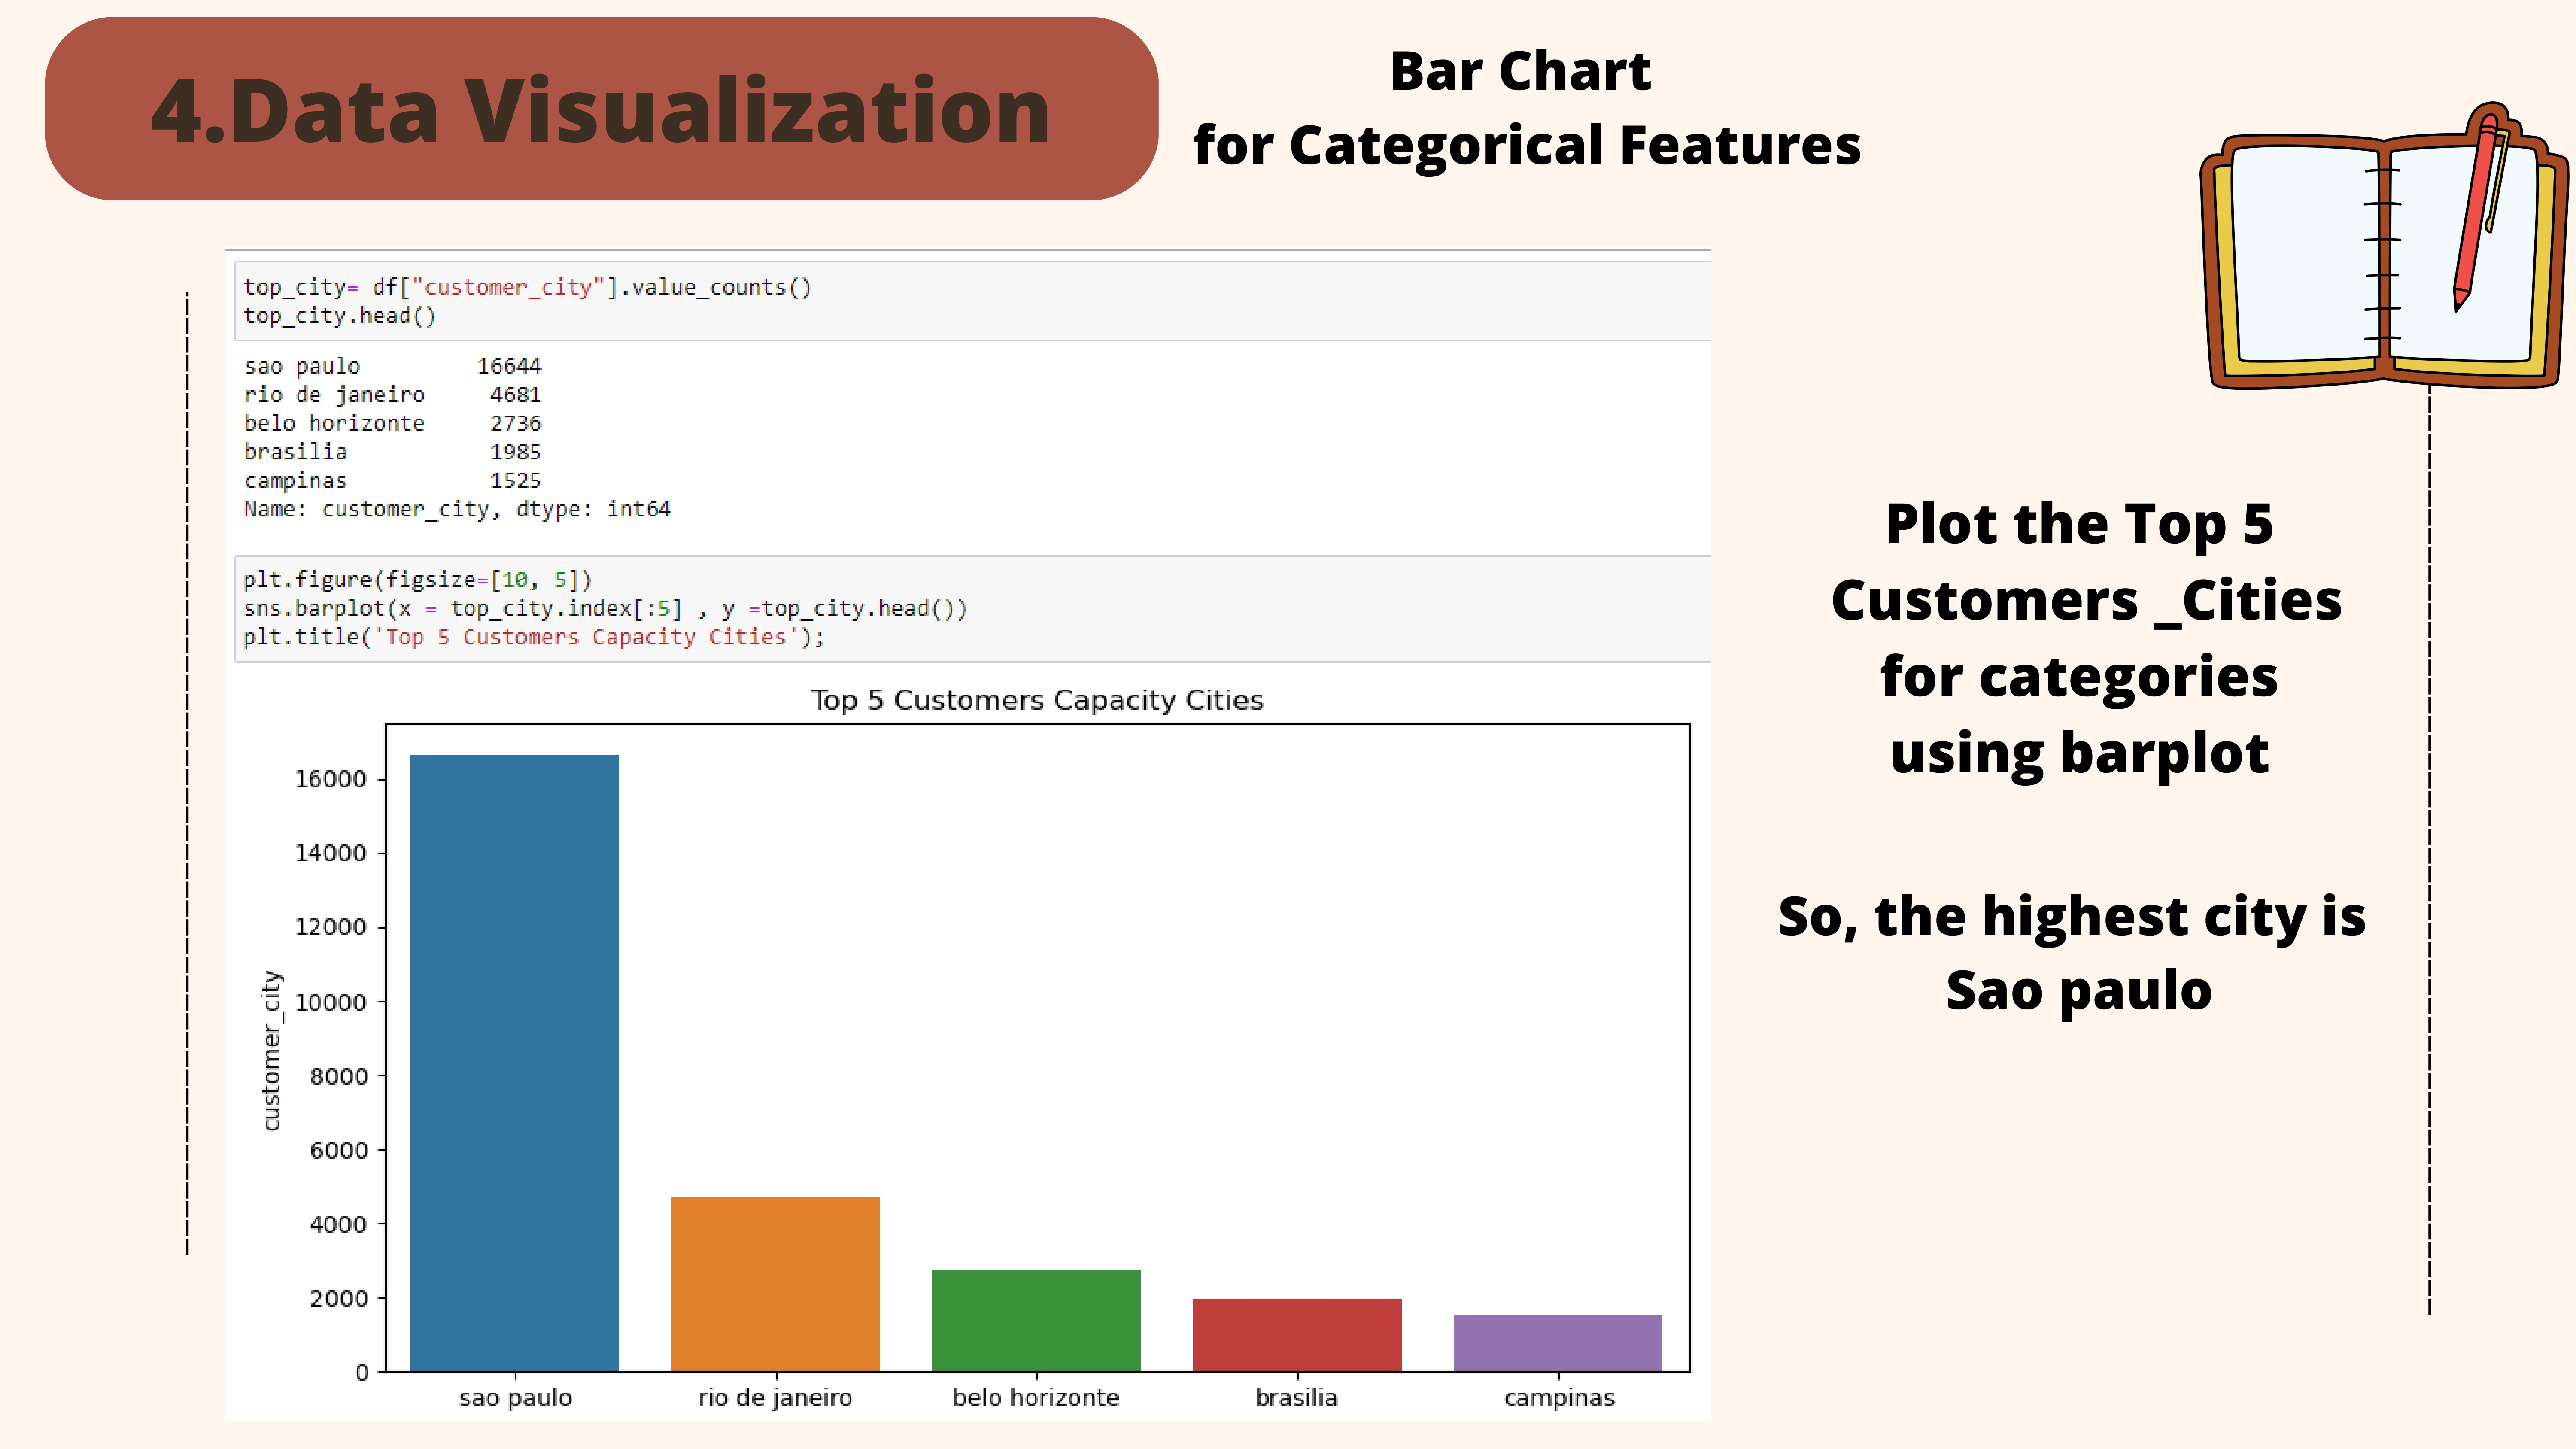 4.Data Visualization
Bar Chart
for Categorical Features
top_city= df["customer_city"].value_counts()
top_city.head()
sao paulo 16644
rio de janeiro 4681
belo horizonte 2736
brasilia 1985
campinas 1525
Name: customer_city, dtype: int64
plt.figure(figsize=[10, 5])
sns.barplot(x = top_city.index[:5] , y =top_city.head())
plt.title('Top 5 Customers Capacity Cities');
Top 5 Customers Capacity Cities
16000
14000
12000
10000
8000
6000
4000
2000
0
customer_city
sao paulo rio de janeiro belo horizonte brasilia campinas
Plot the Top 5
Customers _Cities
for categories
using barplot
So, the highest city is
Sao paulo